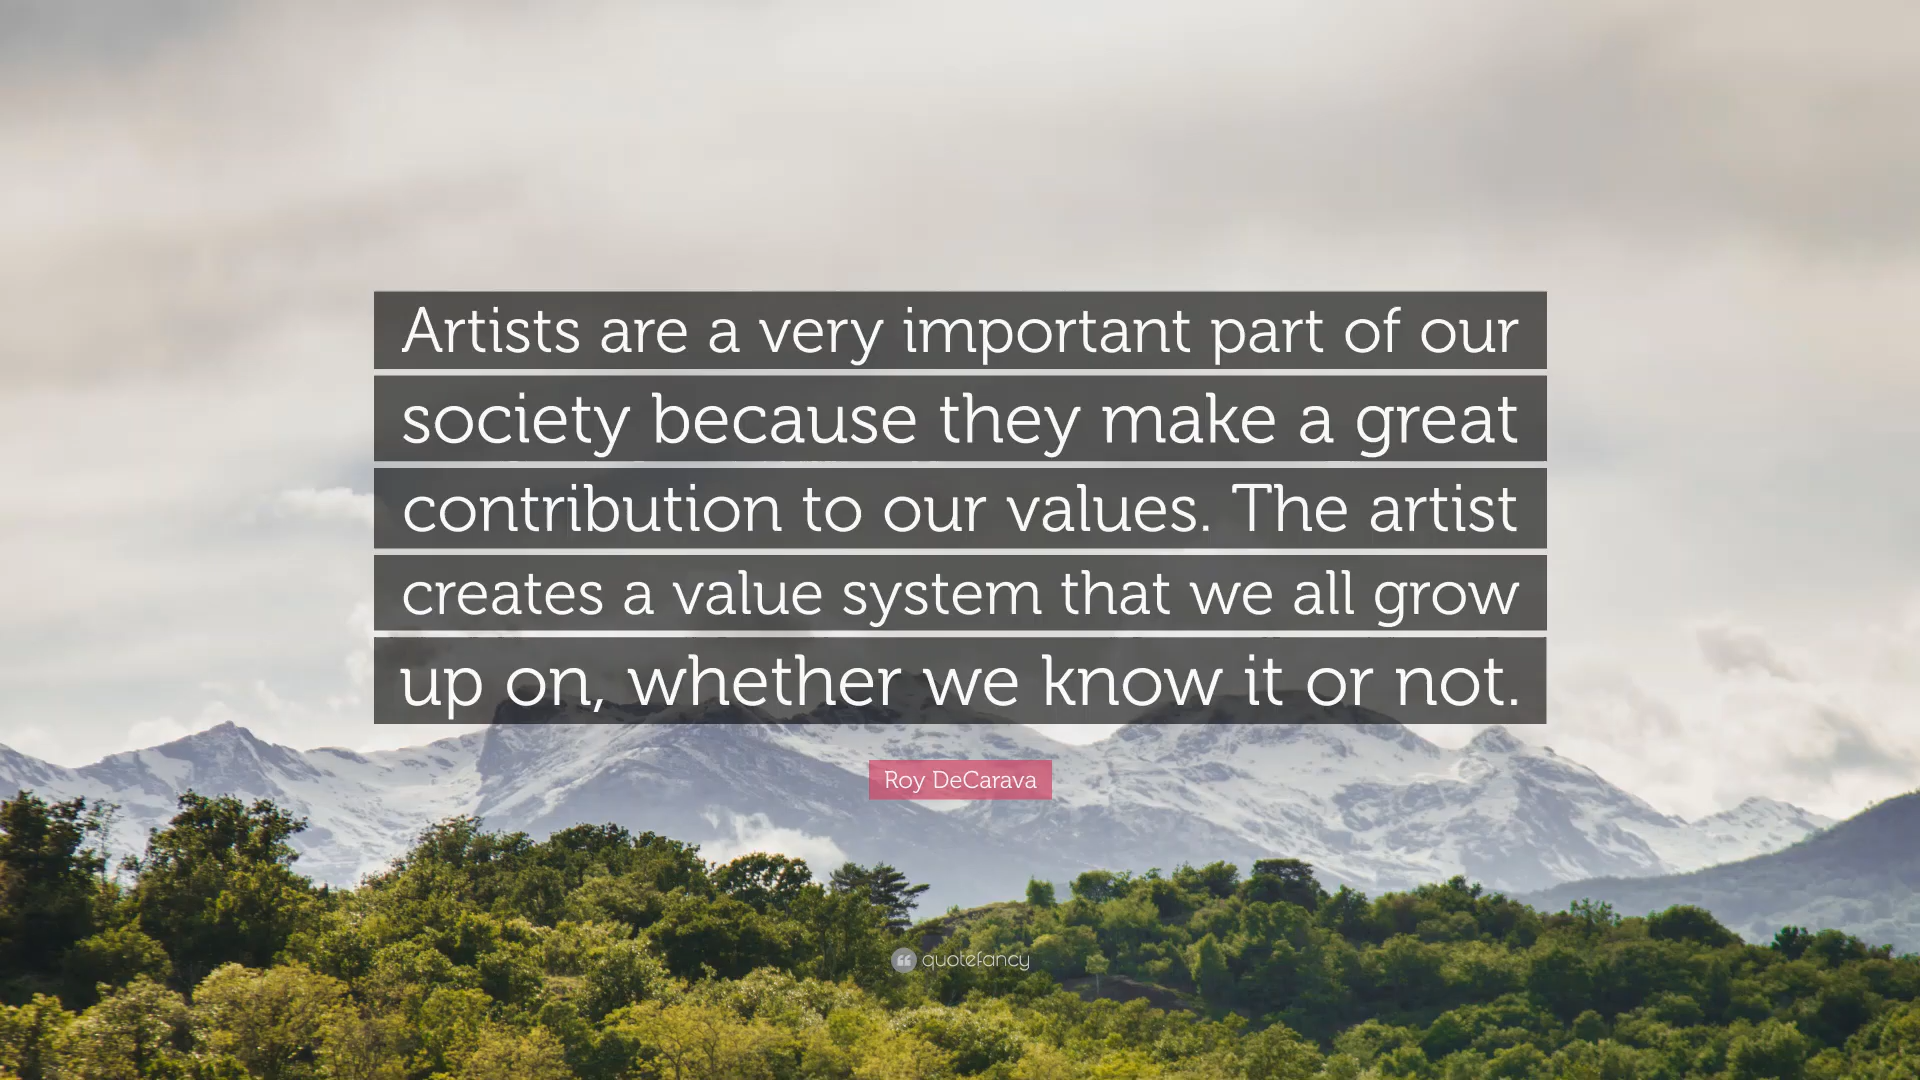 Artists are a very important part of our
society because they make a great
contribution to our values. The artist
creates a value system that we all grow
up on, whether we know it or not.
Roy DeCarava
quotefancy